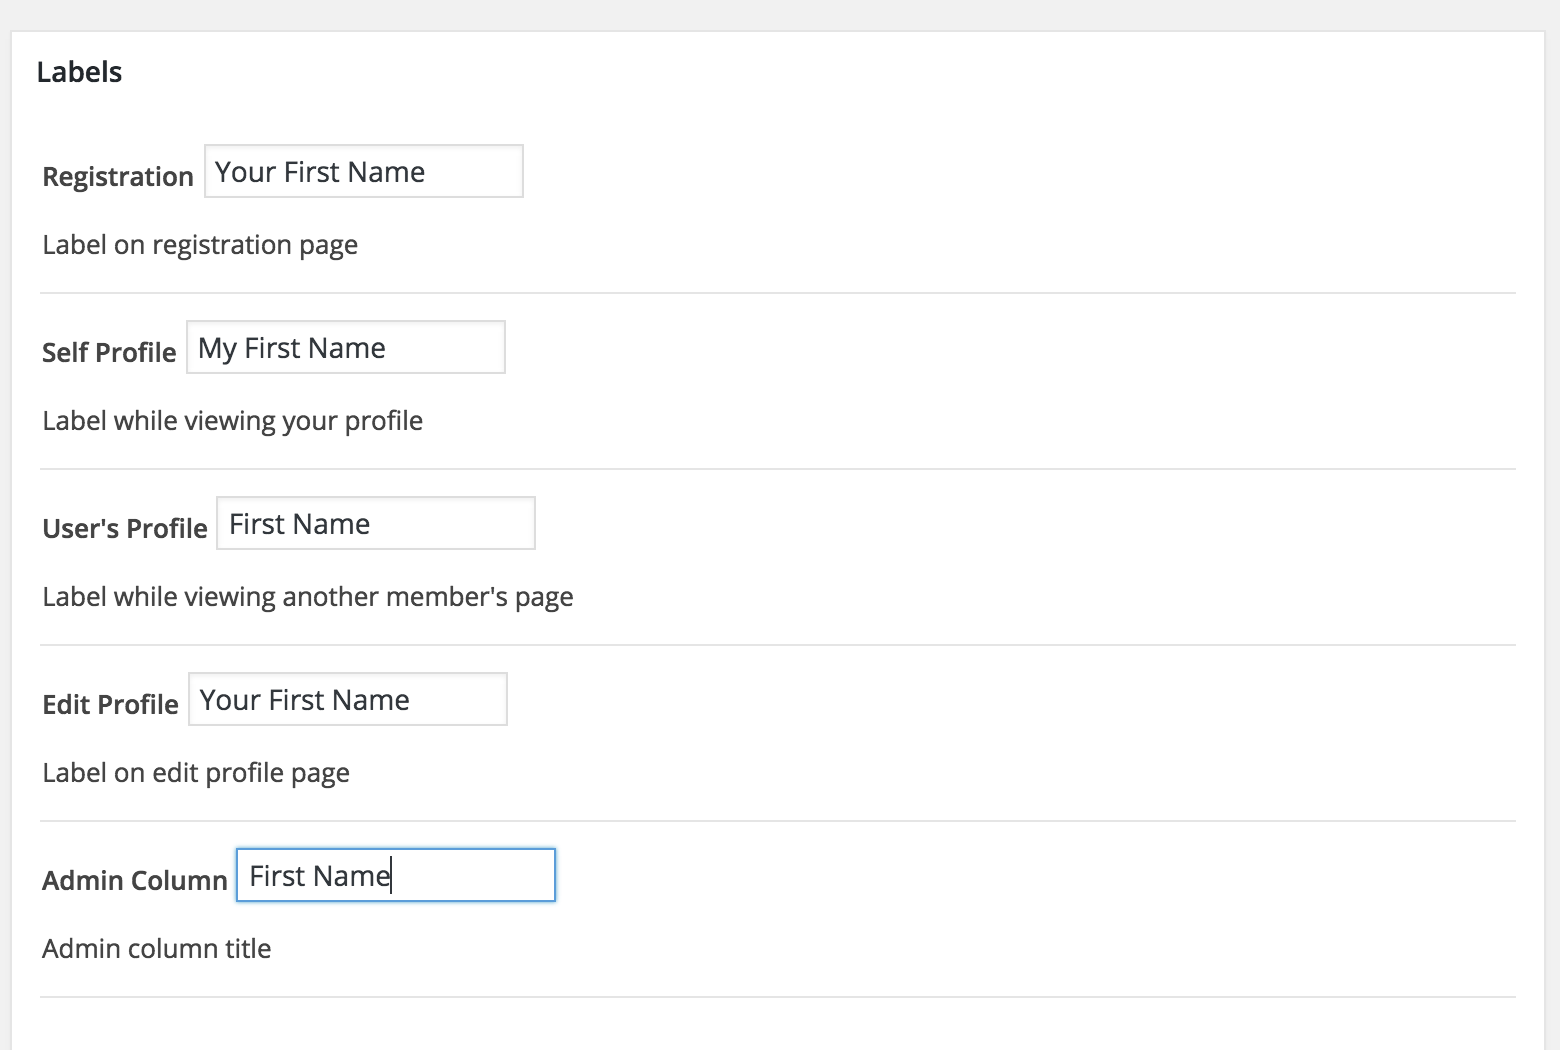 Labels
Registration Your First Name
Label on registration page
Self Profile My First Name
Label while viewing your profile
User's Profile First Name
Label while viewing another member's page
Edit Profile Your First Name
Label on edit profile page
Admin Column First Name
Admin column title